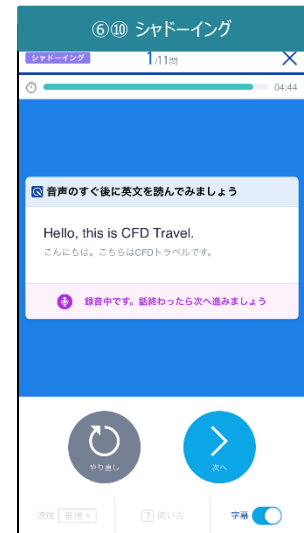 ⑥⑩ シャドーイング
シャドーイング
1/11問
04:44
音声のすぐ後に英文を読んでみましょう
Hello, this is CFD Travel.
こんにちは。こちらはCFDトラベルです。
録音中です。話終わったら次へ進みましょう
やり直し
次へ
速度 普通
? 使い方
字幕